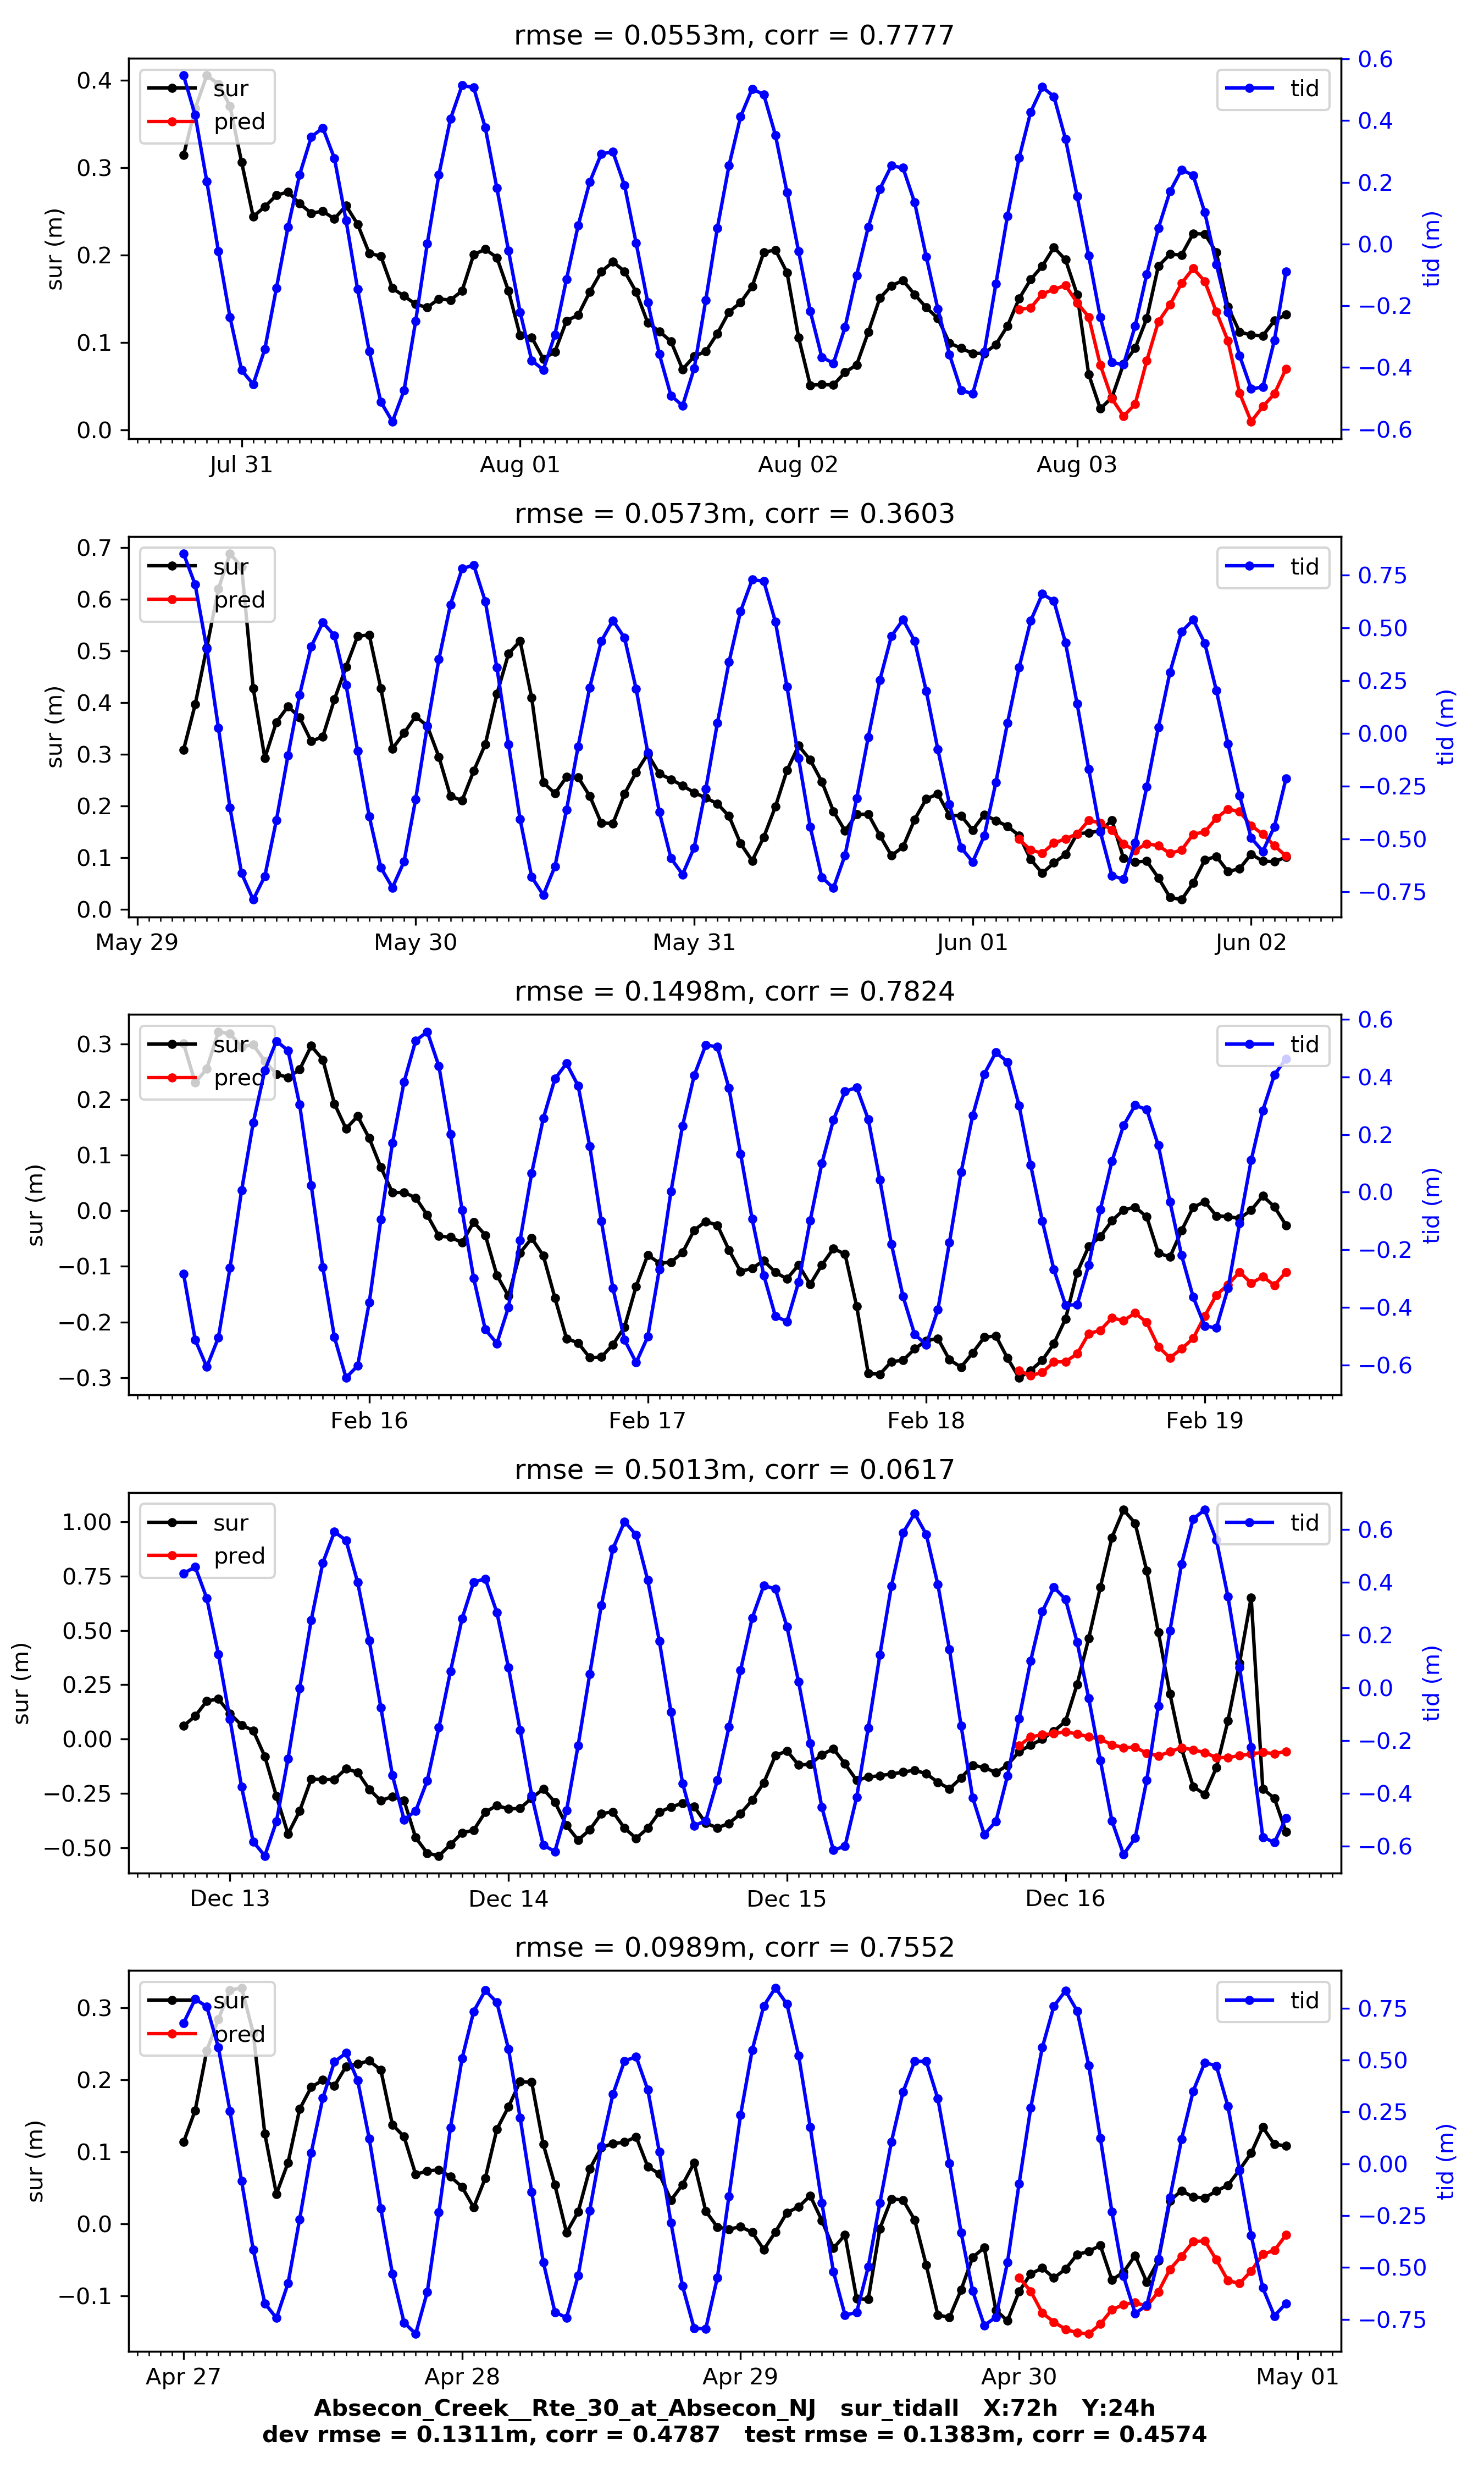 rmse = 0.0553m, corr = 0.7777
sur
pred
tid
0.4
0.3
0.2
0.1
0.0
sur (m)
0.6
0.4
0.2
0.0
−0.2
−0.4
−0.6
tid (m)
Jul 31 Aug 01 Aug 02 Aug 03
rmse = 0.0573m, corr = 0.3603
sur
pred
tid
0.7
0.6
0.5
0.4
0.3
0.2
0.1
0.0
sur (m)
0.75
0.50
0.25
0.00
−0.25
−0.50
−0.75
tid (m)
May 29 May 30 May 31 Jun 01 Jun 02
rmse = 0.1498m, corr = 0.7824
sur
pred
tid
0.3
0.2
0.1
0.0
−0.1
−0.2
−0.3
sur (m)
0.6
0.4
0.2
0.0
−0.2
−0.4
−0.6
tid (m)
Feb 16 Feb 17 Feb 18 Feb 19
rmse = 0.5013m, corr = 0.0617
sur
pred
tid
1.00
0.75
0.50
0.25
0.00
−0.25
−0.50
sur (m)
0.6
0.4
0.2
0.0
−0.2
−0.4
−0.6
tid (m)
Dec 13 Dec 14 Dec 15 Dec 16
rmse = 0.0989m, corr = 0.7552
sur
pred
tid
0.3
0.2
0.1
0.0
−0.1
sur (m)
0.75
0.50
0.25
0.00
−0.25
−0.50
−0.75
tid (m)
Apr 27 Apr 28 Apr 29 Apr 30 May 01
Absecon_Creek__Rte_30_at_Absecon_NJ sur_tidall X:72h Y:24h
dev rmse = 0.1311m, corr = 0.4787 test rmse = 0.1383m, corr = 0.4574